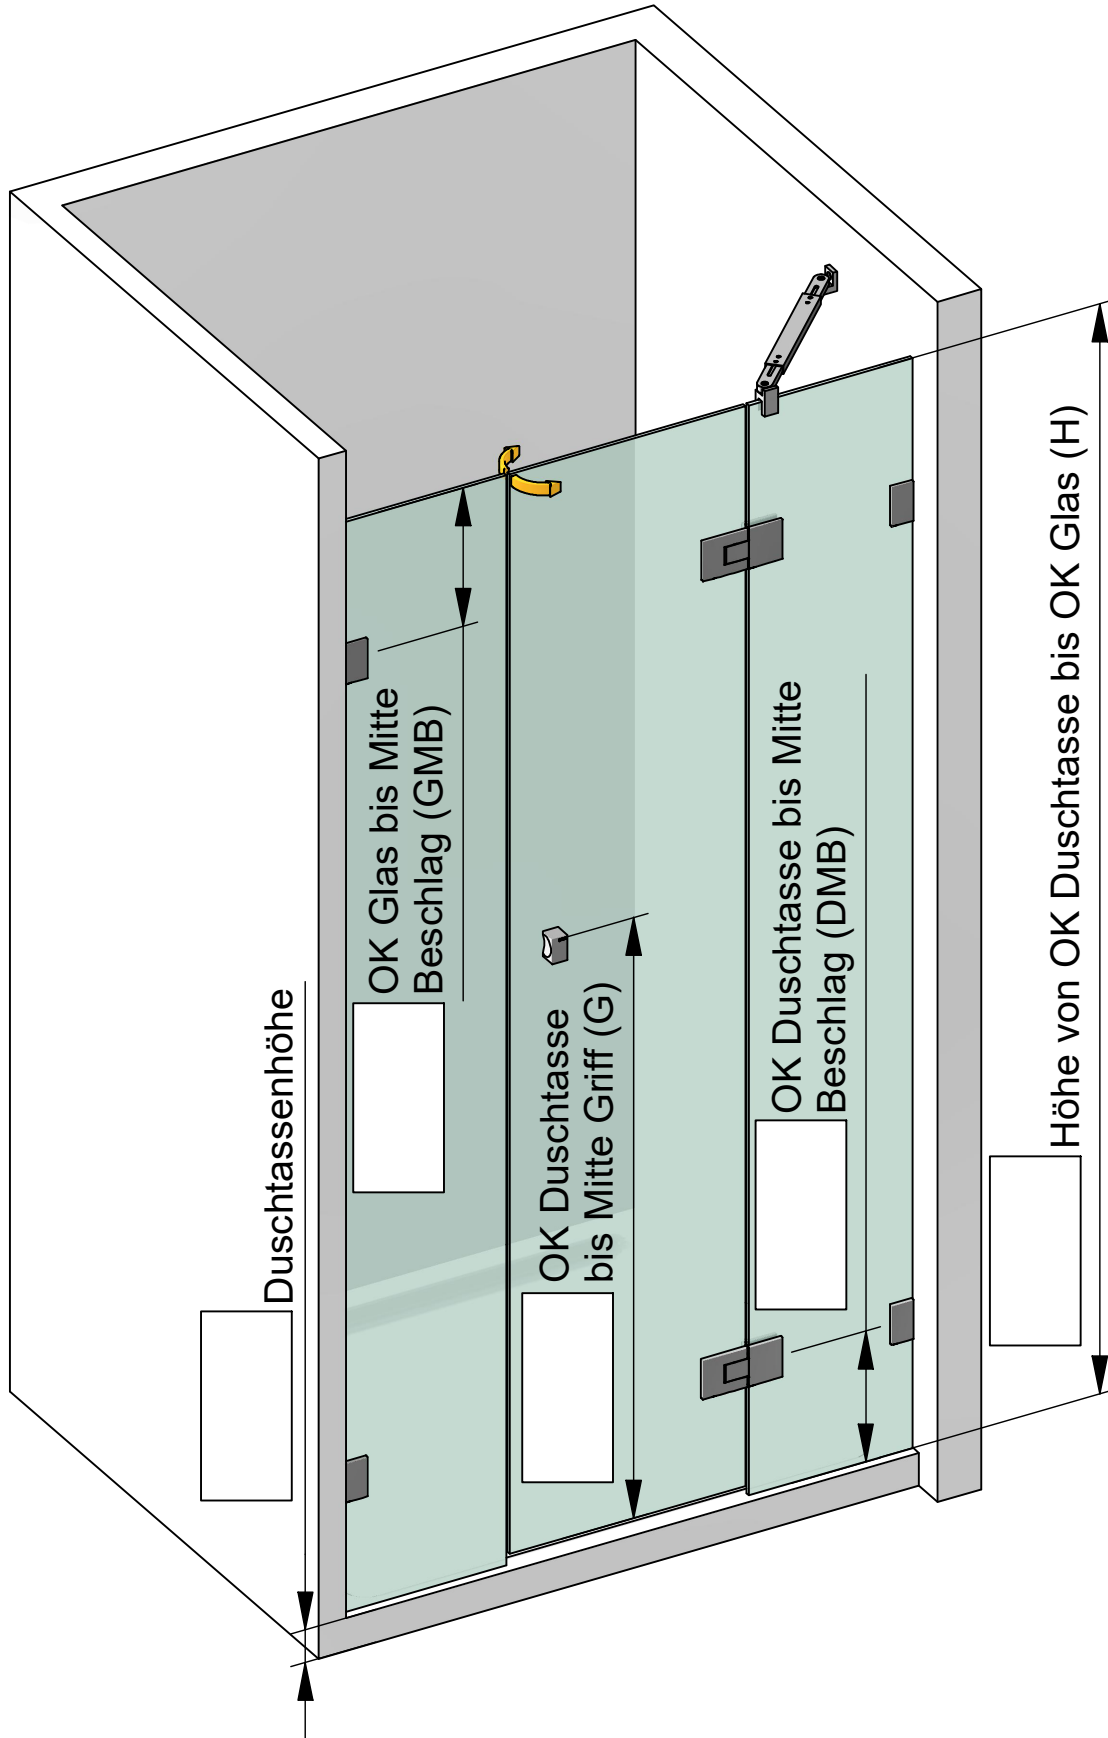 Duschtassenhöhe
OK Glas bis Mitte
Beschlag (GMB)
OK Duschtasse
bis Mitte Griff (G)
OK Duschtasse bis Mitte
Beschlag (DMB)
Höhe von OK Duschtasse bis OK Glas (H)